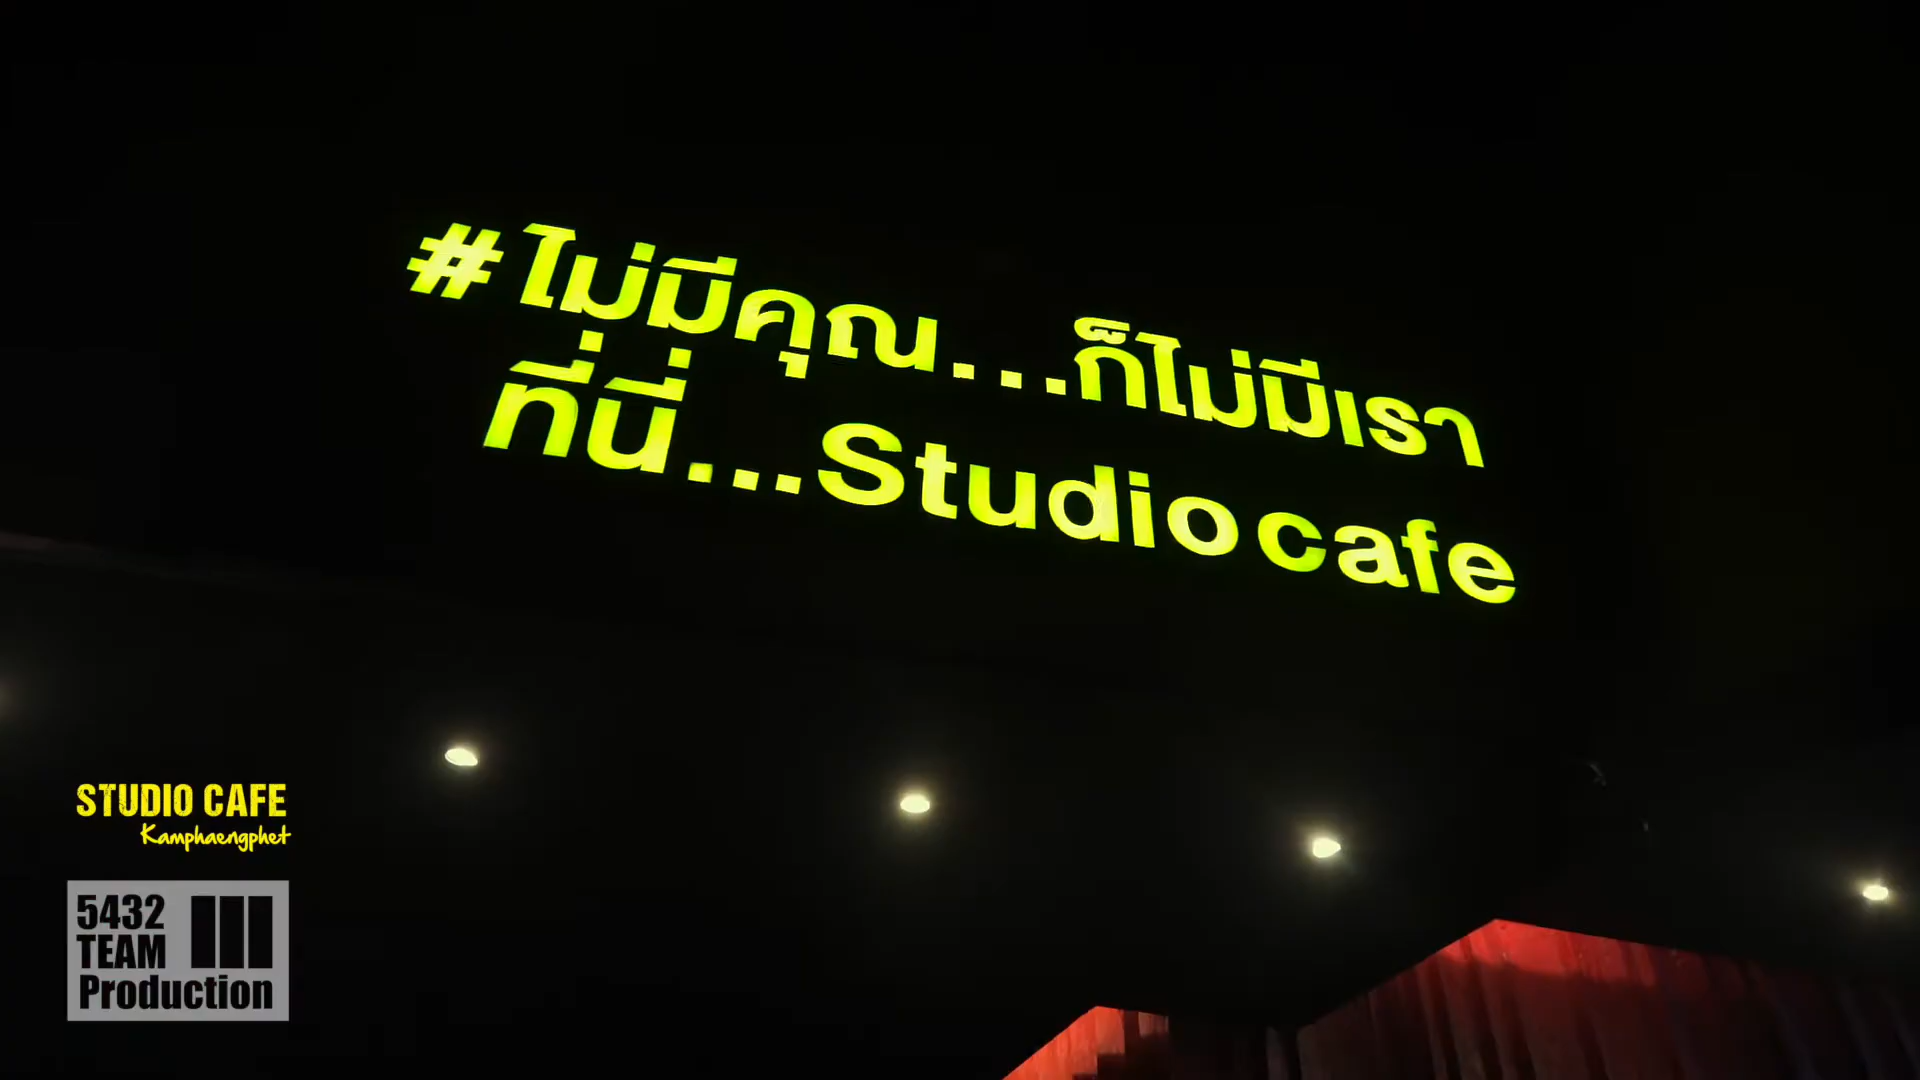 #ไม่มีคุณ...ก็ไม่มีเรา
ที่นี่...Studio cafe
STUDIO CAFE
Kamphaengphet
5432
TEAM
Production